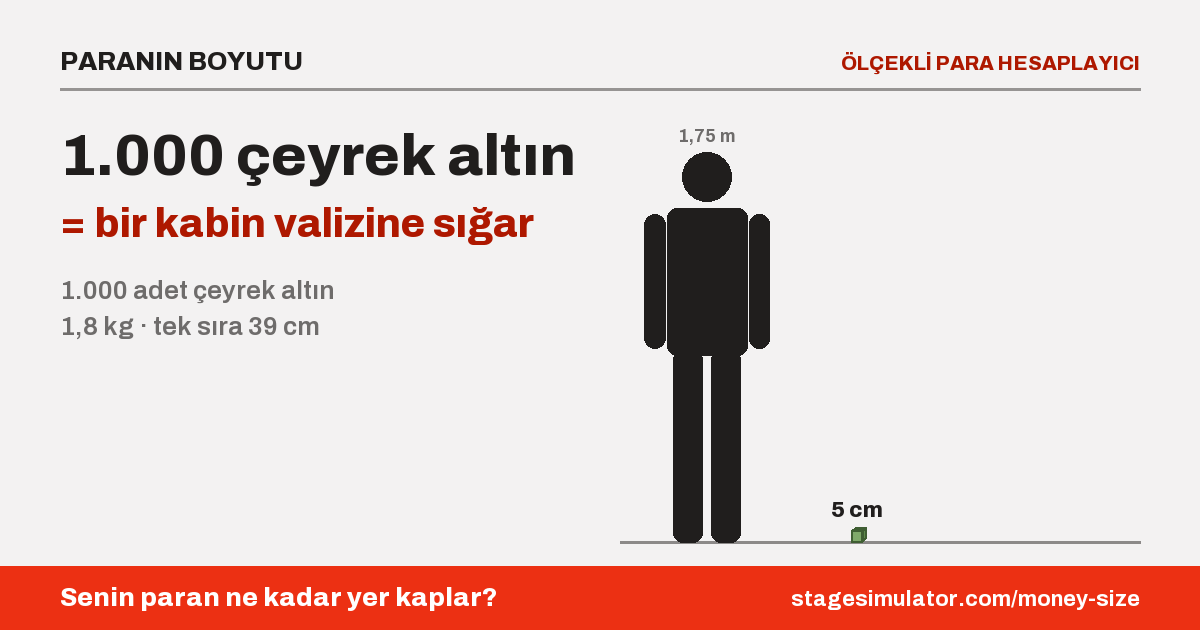 PARANIN BOYUTU
ÖLÇEKLİ PARA HESAPLAYICI
1.000 çeyrek altın
= bir kabin valizine sığar
1.000 adet çeyrek altın
1,8 kg · tek sıra 39 cm
1,75 m
5 cm
Senin paran ne kadar yer kaplar?
stagesimulator.com/money-size